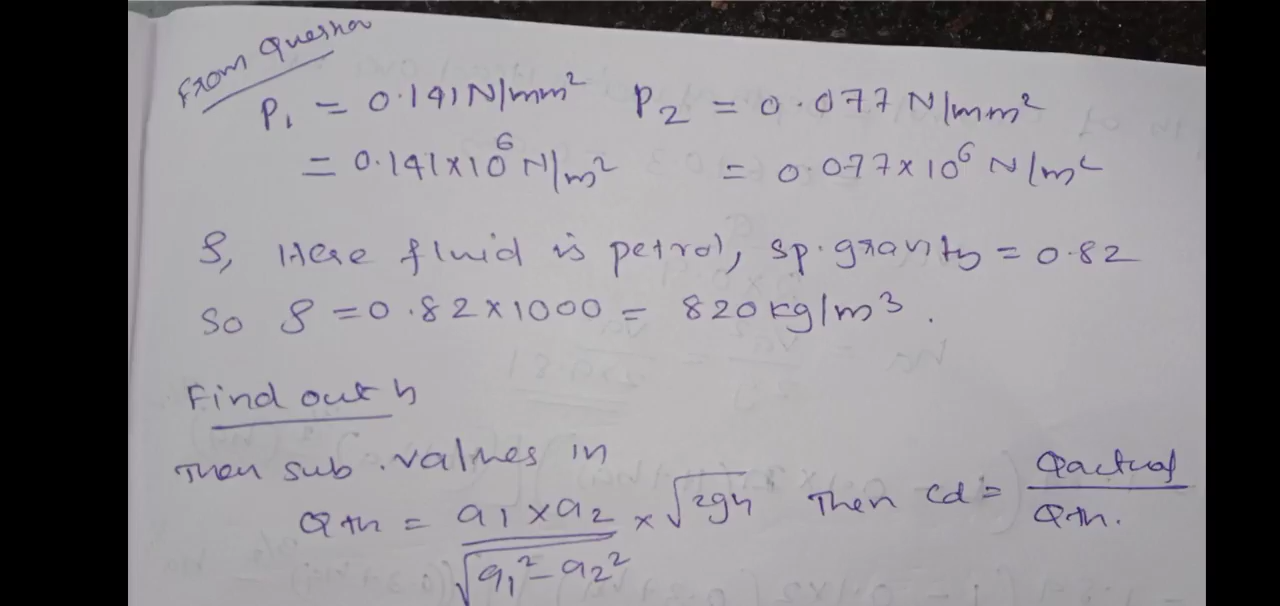 From Question
P₁ = 0.141 N/mm² P₂ = 0.077 N/mm²
= 0.141×10⁶ N/m² = 0.077×10⁶ N/m²
ρ, Here fluid is petrol, sp.gravity = 0.82
So ρ = 0.82×1000 = 820 kg/m³.
Find out h
Then sub. values in
Qth = a₁×a₂/√(a₁²-a₂²) × √2gh Then cd = Qactual/Qth.